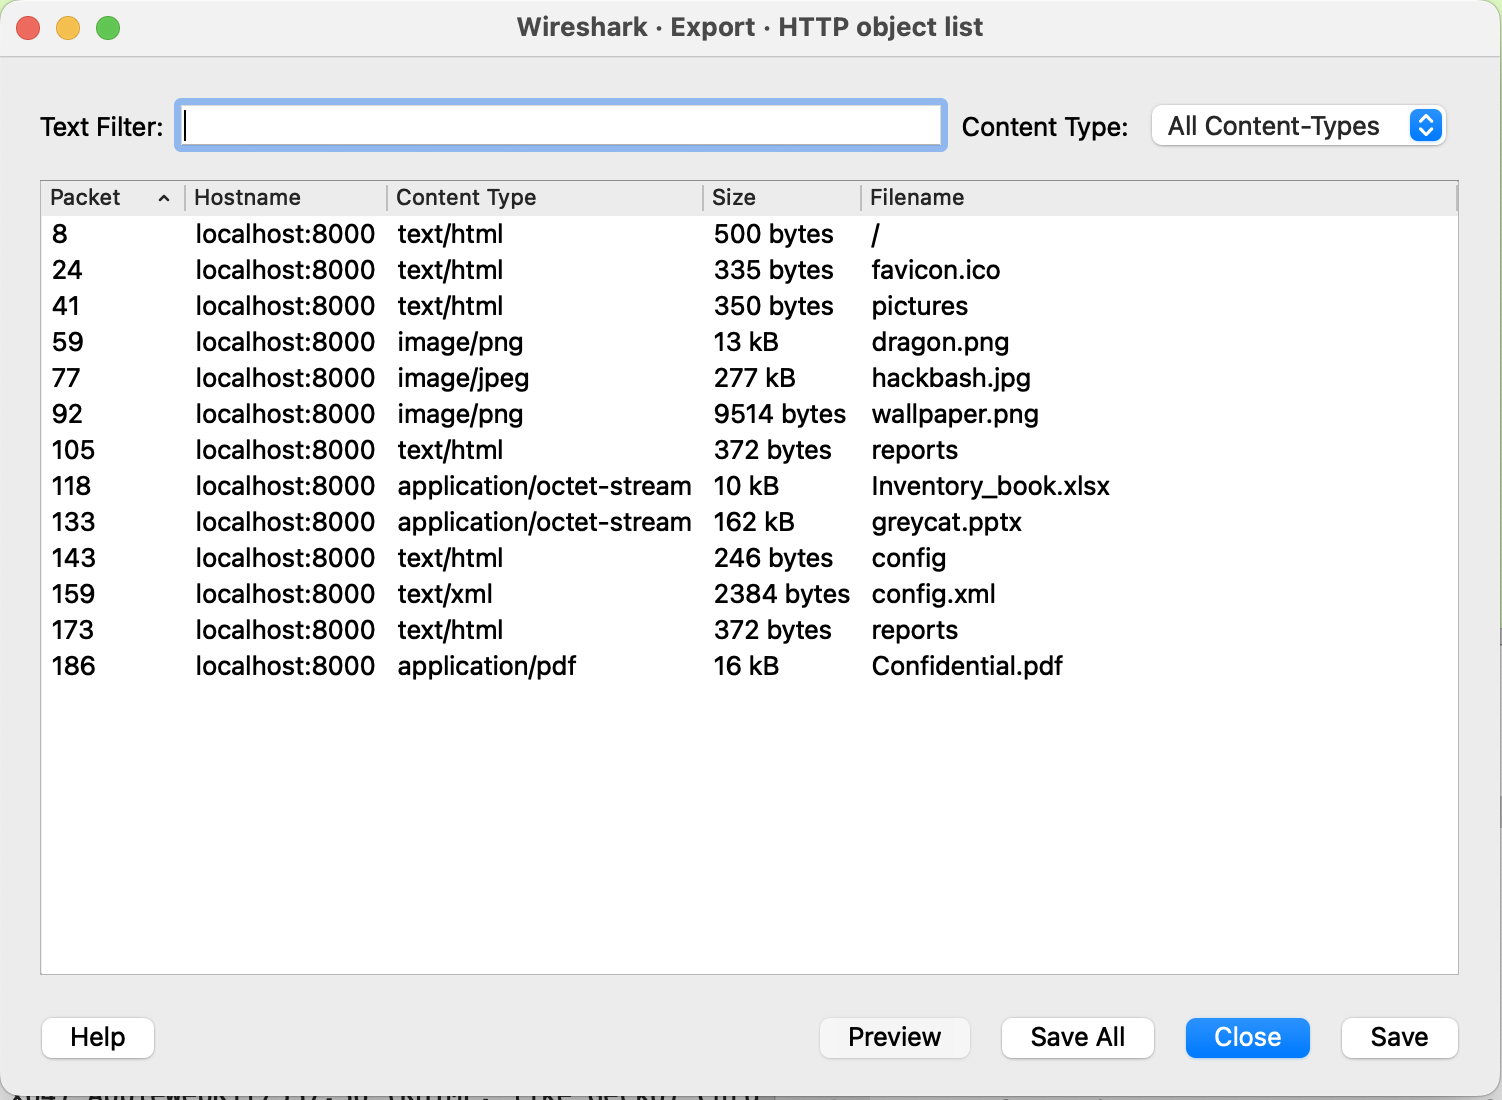 Wireshark · Export · HTTP object list
Text Filter: Content Type: All Content-Types
Packet Hostname Content Type Size Filename
8 localhost:8000 text/html 500 bytes /
24 localhost:8000 text/html 335 bytes favicon.ico
41 localhost:8000 text/html 350 bytes pictures
59 localhost:8000 image/png 13 kB dragon.png
77 localhost:8000 image/jpeg 277 kB hackbash.jpg
92 localhost:8000 image/png 9514 bytes wallpaper.png
105 localhost:8000 text/html 372 bytes reports
118 localhost:8000 application/octet-stream 10 kB Inventory_book.xlsx
133 localhost:8000 application/octet-stream 162 kB greycat.pptx
143 localhost:8000 text/html 246 bytes config
159 localhost:8000 text/xml 2384 bytes config.xml
173 localhost:8000 text/html 372 bytes reports
186 localhost:8000 application/pdf 16 kB Confidential.pdf
Help Preview Save All Close Save